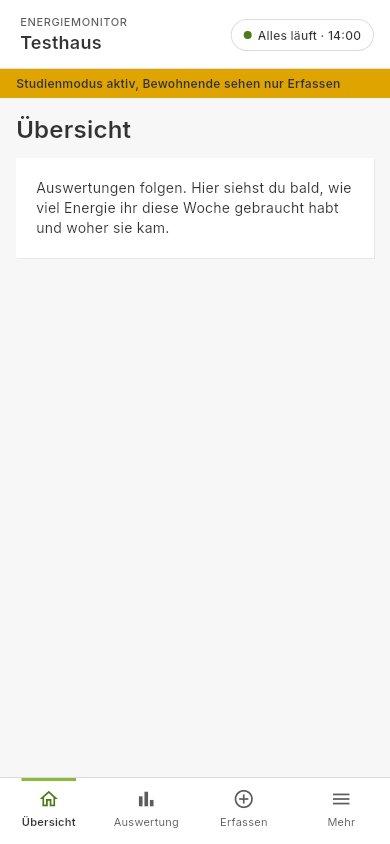 ENERGIEMONITOR
Testhaus
Alles läuft · 14:00
Studienmodus aktiv, Bewohnende sehen nur Erfassen
Übersicht
Auswertungen folgen. Hier siehst du bald, wie
viel Energie ihr diese Woche gebraucht habt
und woher sie kam.
Übersicht
Auswertung
Erfassen
Mehr